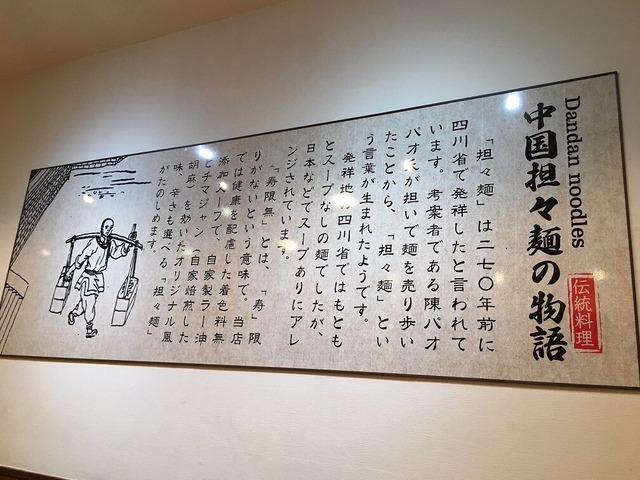 Dandan noodles
中国担々麺の物語
伝統料理
「担々麺」は二七〇年前に
四川省で発祥したと言われて
います。考案者である陳バオ
バオ氏が担いで麺を売り歩い
たことから、「担々麺」とい
う言葉が生まれたようです。
発祥地の四川省ではもともと
とスープなしの麺でしたが、
日本などでスープありにアレ
ンジされています。
「寿限無」とは、「寿」限
りがないという意味で。当店
では健康を配慮した着色料無
添加スープで、自家製ラー油
とチマジャン（自家焙煎した
胡麻）を効いたオリジナル風
味、辛さも選べる「担々麺」
がたのしめます。